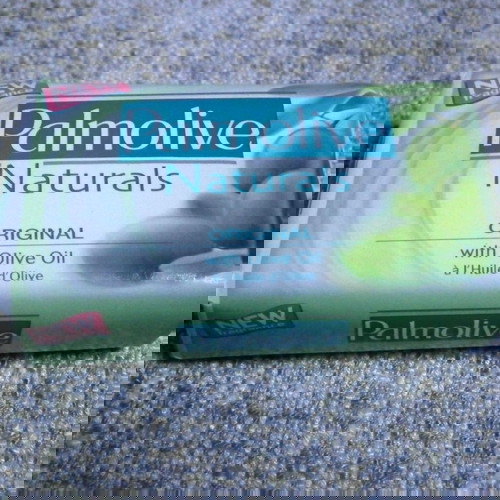 Palmolive
Naturals
ORIGINAL
with Olive Oil
à l'Huile d'Olive
NEW
Palmolive